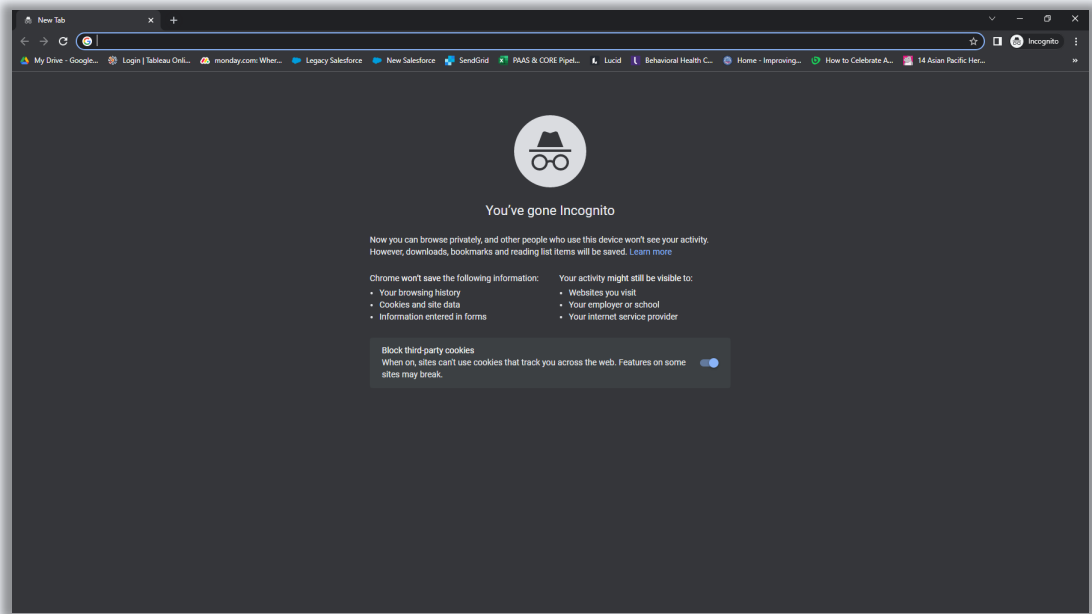 New Tab
Incognito
My Drive - Google... Login | Tableau Onli... monday.com: Wher... Legacy Salesforce New Salesforce SendGrid PAAS & CORE Pipel... Lucid Behavioral Health C... Home - Improving... How to Celebrate A... 14 Asian Pacific Her... »
You've gone Incognito
Now you can browse privately, and other people who use this device won't see your activity.
However, downloads, bookmarks and reading list items will be saved. Learn more
Chrome won't save the following information:
• Your browsing history
• Cookies and site data
• Information entered in forms
Your activity might still be visible to:
• Websites you visit
• Your employer or school
• Your internet service provider
Block third-party cookies
When on, sites can't use cookies that track you across the web. Features on some
sites may break.